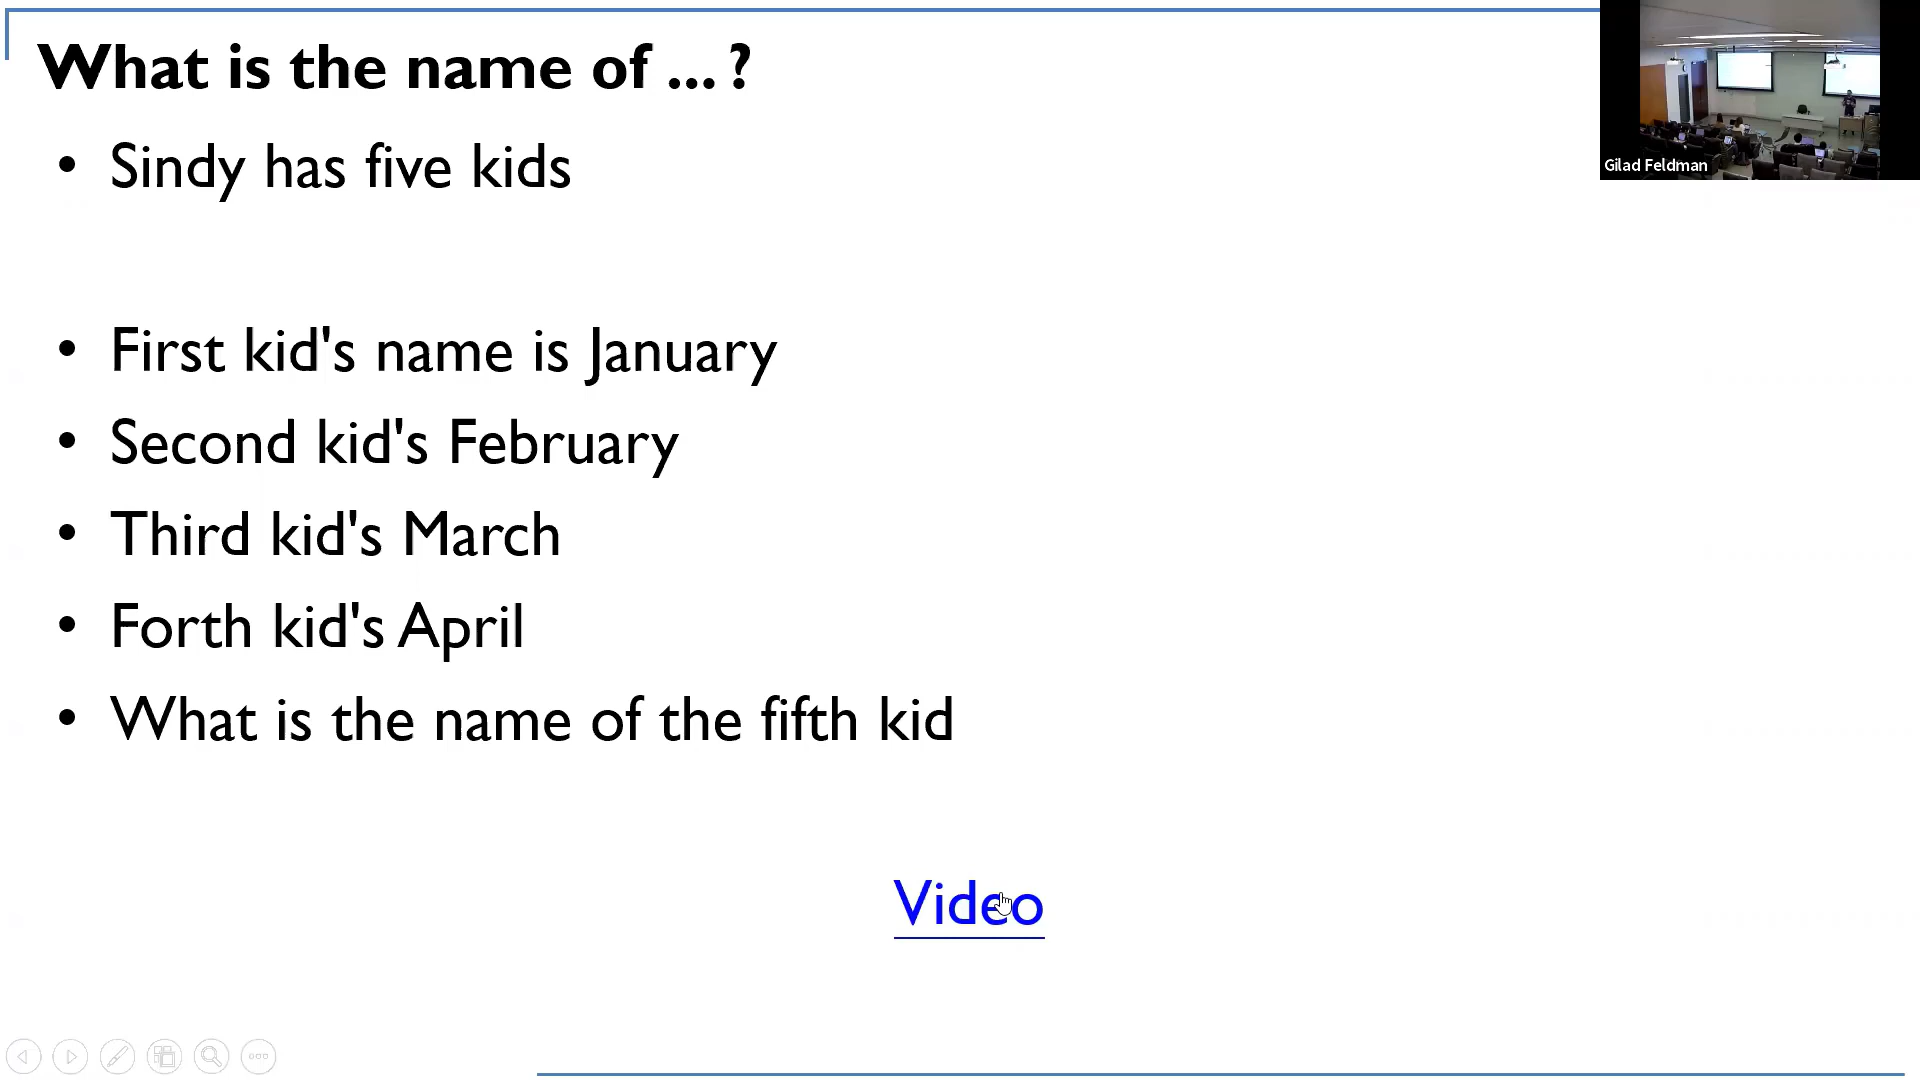 What is the name of ... ?
• Sindy has five kids
• First kid's name is January
• Second kid's February
• Third kid's March
• Forth kid's April
• What is the name of the fifth kid
Video
Gilad Feldman